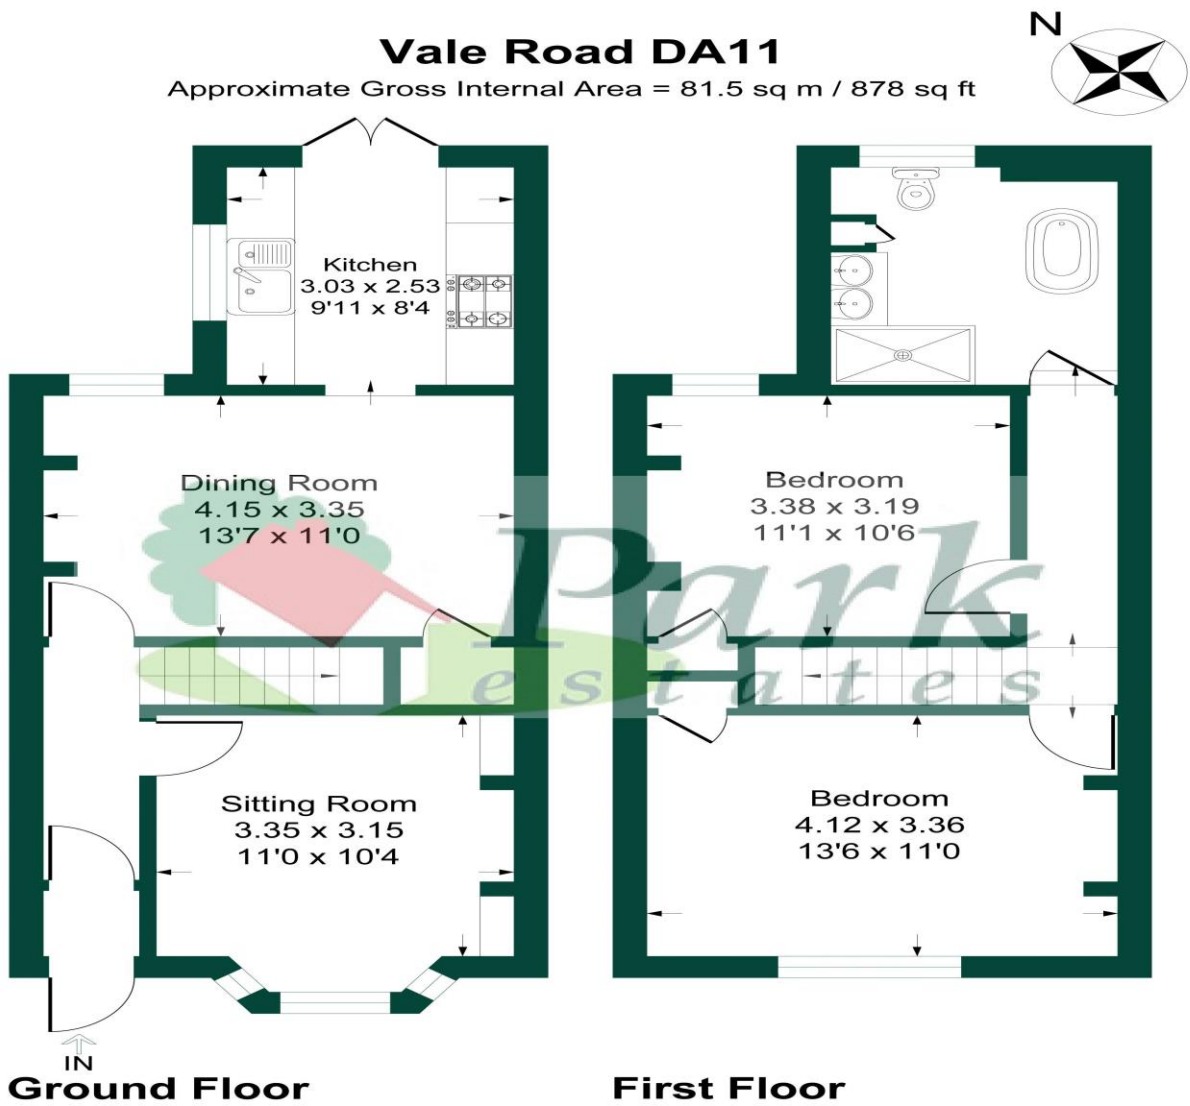 Vale Road DA11
Approximate Gross Internal Area = 81.5 sq m / 878 sq ft
N
Kitchen
3.03 x 2.53
9'11 x 8'4
Dining Room
4.15 x 3.35
13'7 x 11'0
Sitting Room
3.35 x 3.15
11'0 x 10'4
IN
Ground Floor
Bedroom
3.38 x 3.19
11'1 x 10'6
Bedroom
4.12 x 3.36
13'6 x 11'0
First Floor
Park
estates